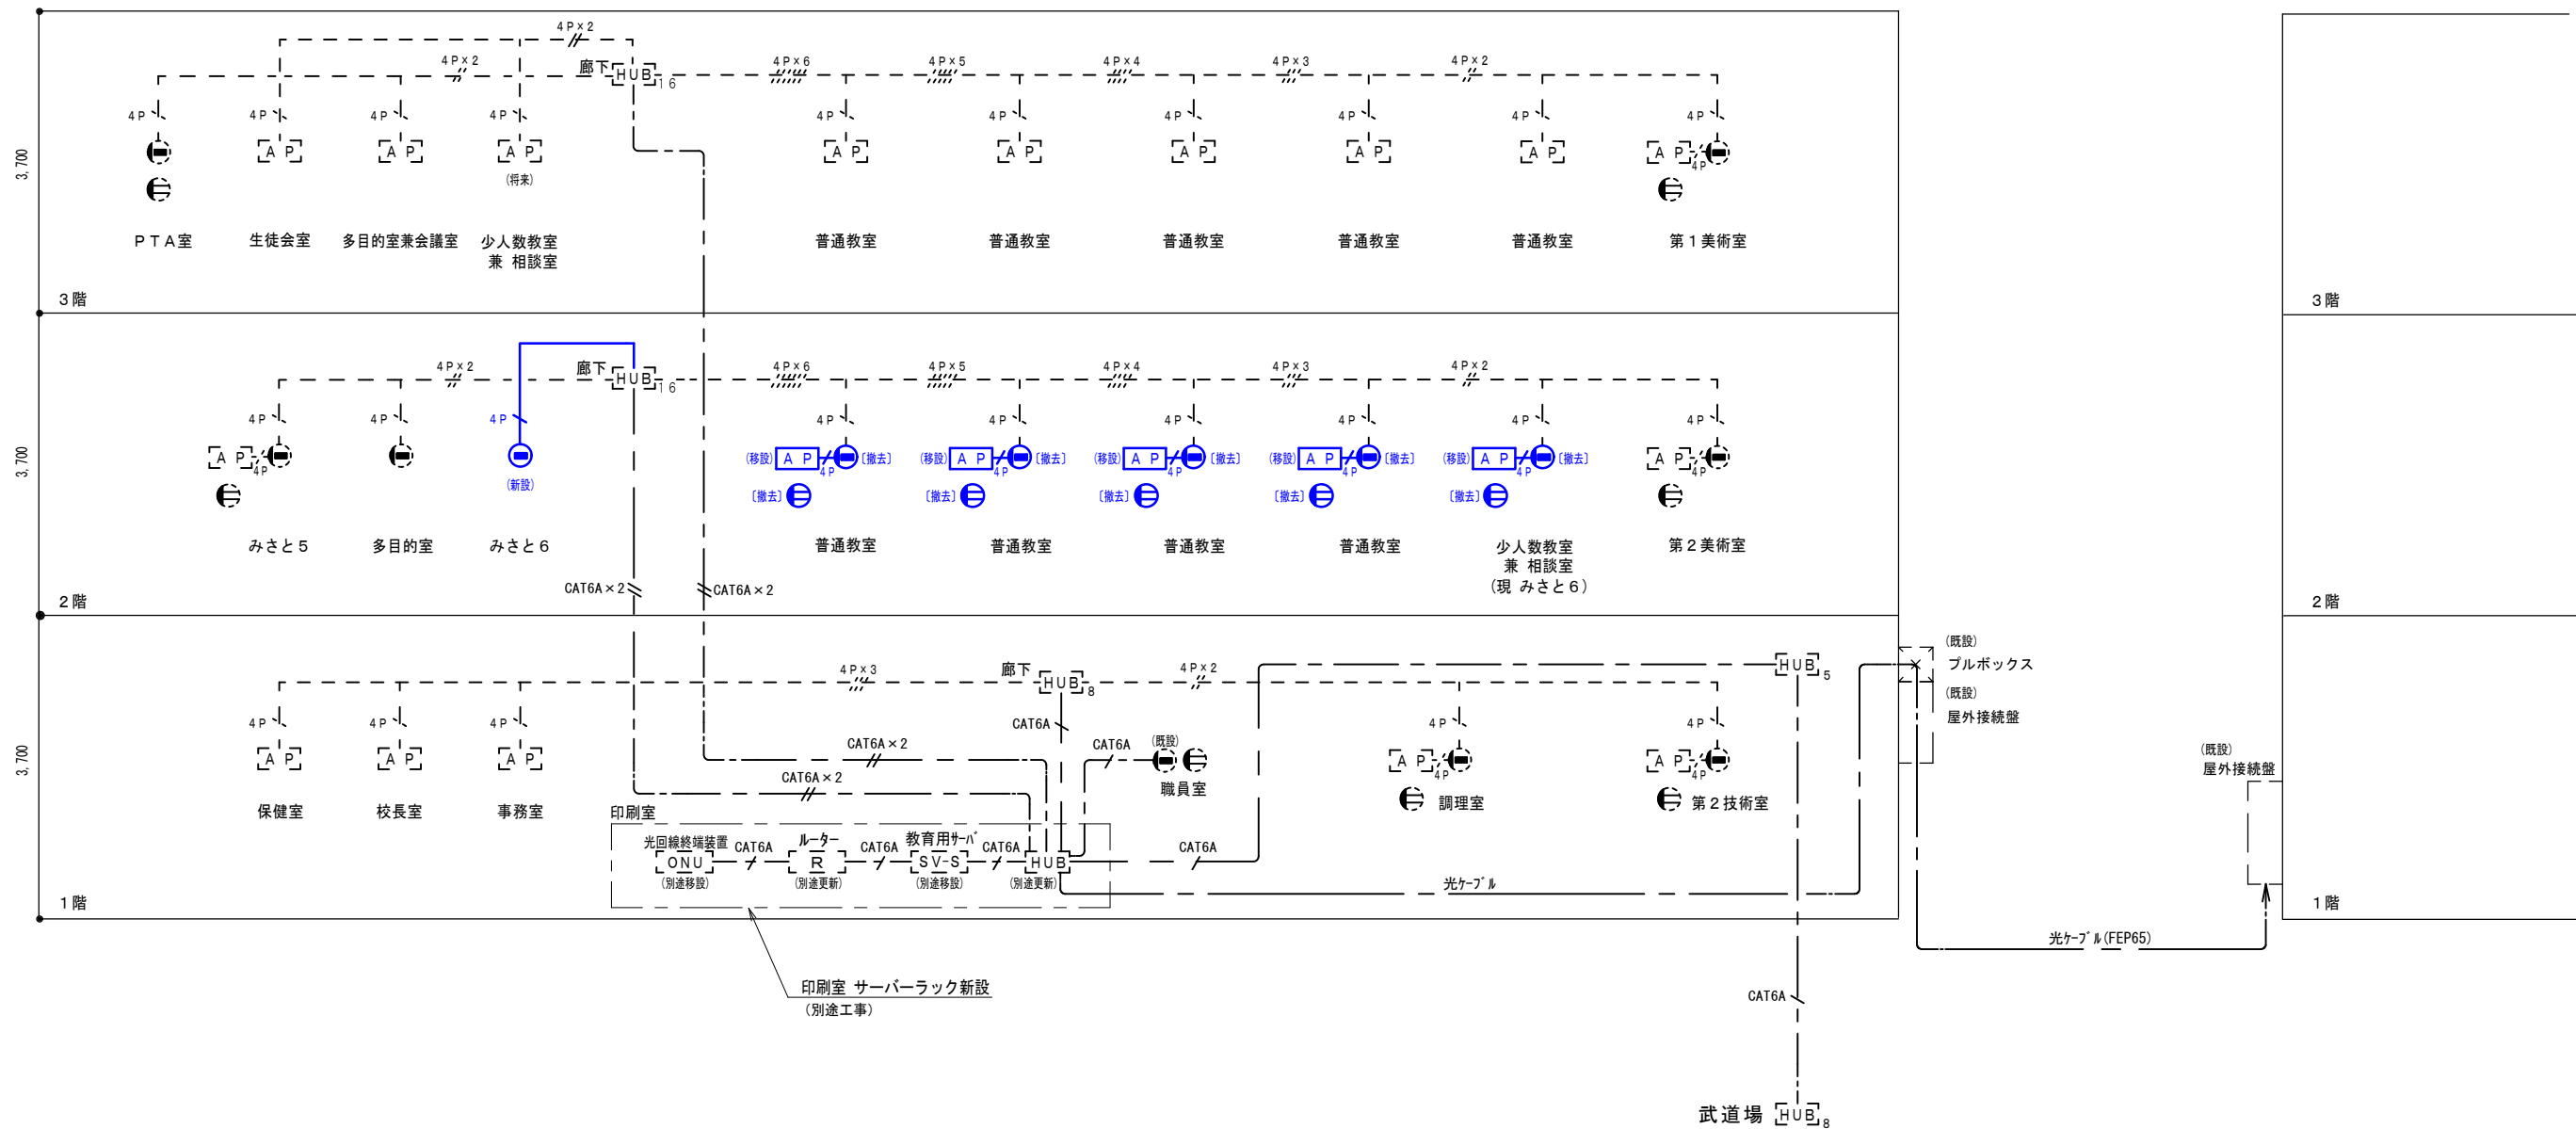 4P×2
4P×2
廊下
HUB
16
4P×6
4P×5
4P×4
4P×3
4P×2
4P
4P
4P
4P
4P
4P
4P
4P
4P
4P
AP
AP
AP
(将来)
AP
AP
AP
AP
AP
AP
4P
3,700
PTA室
生徒会室
多目的室兼会議室
少人数教室
兼 相談室
普通教室
普通教室
普通教室
普通教室
普通教室
第1美術室
3階
3階
4P×2
廊下
HUB
16
4P×6
4P×5
4P×4
4P×3
4P×2
4P
4P
4P
4P
4P
4P
4P
4P
4P
AP
4P
(新設)
(移設)
AP
4P
[撤去]
(移設)
AP
4P
[撤去]
(移設)
AP
4P
[撤去]
(移設)
AP
4P
[撤去]
(移設)
AP
4P
[撤去]
AP
4P
[撤去]
[撤去]
[撤去]
[撤去]
[撤去]
3,700
みさと5
多目的室
みさと6
普通教室
普通教室
普通教室
普通教室
少人数教室
兼 相談室
(現 みさと6)
第2美術室
CAT6A×2
CAT6A×2
2階
2階
4P×3
廊下
HUB
8
4P×2
HUB
5
(既設)
プルボックス
(既設)
屋外接続盤
4P
4P
4P
CAT6A
4P
4P
AP
AP
AP
CAT6A×2
CAT6A
(既設)
AP
4P
AP
4P
(既設)
屋外接続盤
3,700
CAT6A×2
職員室
保健室
校長室
事務室
調理室
第2技術室
印刷室
光回線終端装置
ONU
(別途移設)
CAT6A
ルーター
R
(別途更新)
CAT6A
教育用サーバ
SV-S
(別途移設)
CAT6A
HUB
(別途更新)
CAT6A
光ケーブル
1階
1階
光ケーブル(FEP65)
印刷室 サーバーラック新設
(別途工事)
CAT6A
武道場
HUB
8